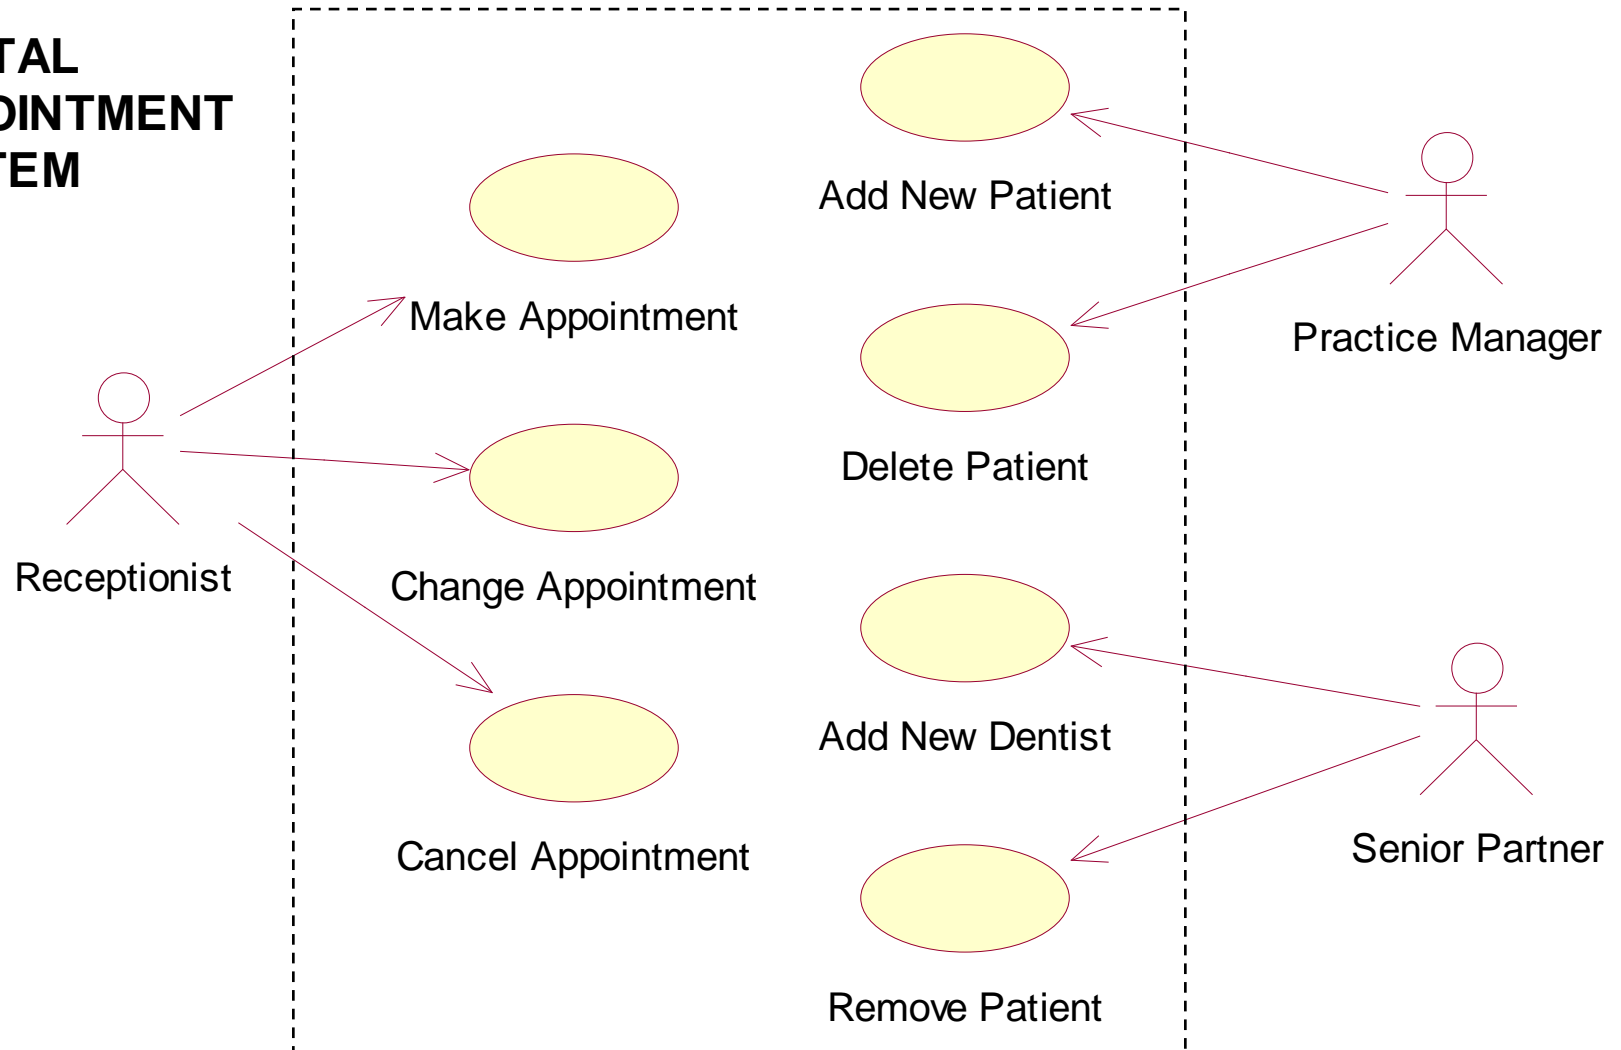 TAL
OINTMENT
TEM
Add New Patient
Make Appointment
Practice Manager
Delete Patient
Receptionist
Change Appointment
Add New Dentist
Cancel Appointment
Senior Partner
Remove Patient